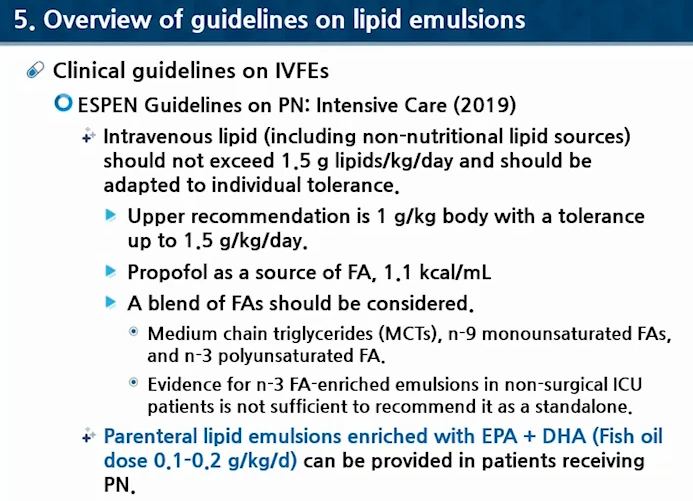 5. Overview of guidelines on lipid emulsions
Clinical guidelines on IVFEs
ESPEN Guidelines on PN: Intensive Care (2019)
Intravenous lipid (including non-nutritional lipid sources)
should not exceed 1.5 g lipids/kg/day and should be
adapted to individual tolerance.
Upper recommendation is 1 g/kg body with a tolerance
up to 1.5 g/kg/day.
Propofol as a source of FA, 1.1 kcal/mL
A blend of FAs should be considered.
Medium chain triglycerides (MCTs), n-9 monounsaturated FAs,
and n-3 polyunsaturated FA.
Evidence for n-3 FA-enriched emulsions in non-surgical ICU
patients is not sufficient to recommend it as a standalone.
Parenteral lipid emulsions enriched with EPA + DHA (Fish oil
dose 0.1-0.2 g/kg/d) can be provided in patients receiving
PN.